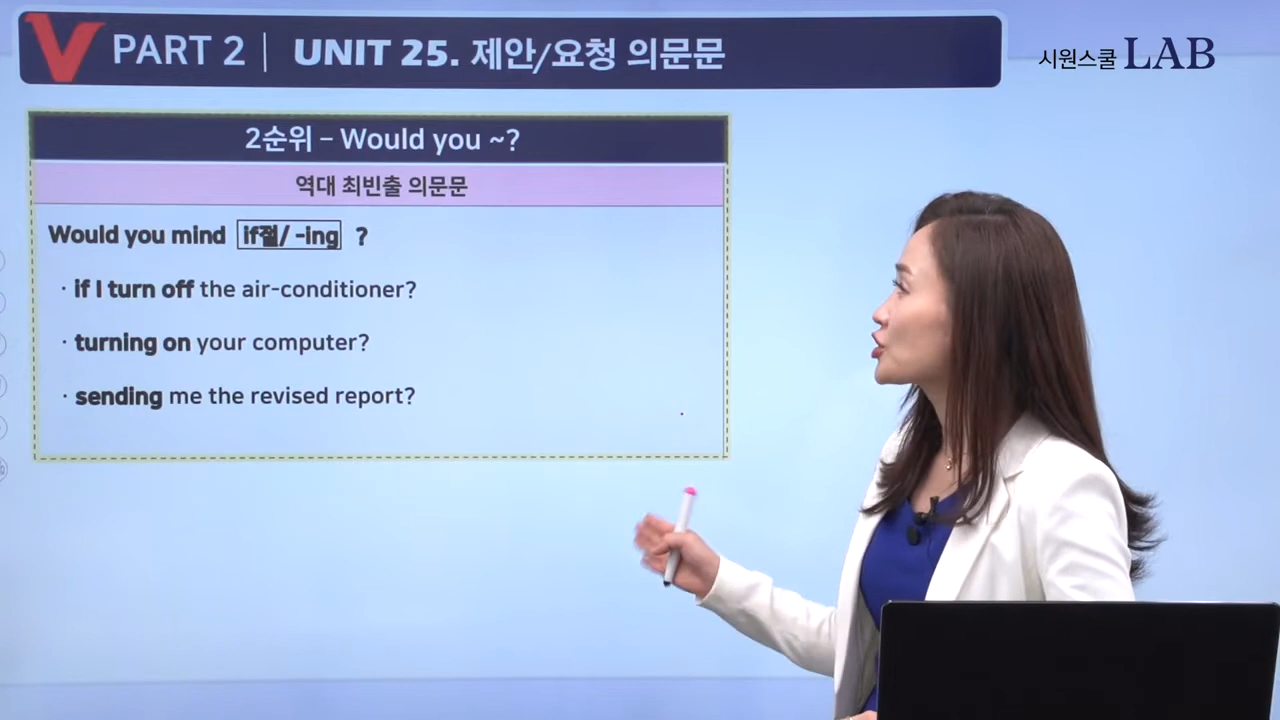 PART 2 | UNIT 25. 제안/요청 의문문
시원스쿨 LAB
2순위 – Would you ~?
역대 최빈출 의문문
Would you mind if절/ -ing ?
· if I turn off the air-conditioner?
· turning on your computer?
· sending me the revised report?